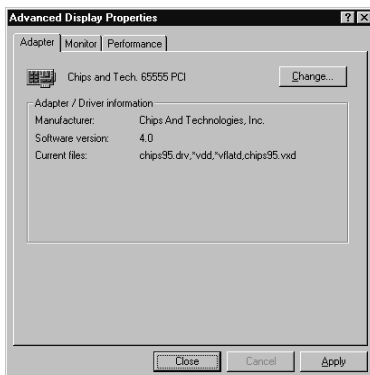 Advanced Display Properties
Adapter Monitor Performance
Chips and Tech. 65555 PCI
Change...
Adapter / Driver information
Manufacturer: Chips And Technologies, Inc.
Software version: 4.0
Current files: chips95.drv,*vdd,*vflatd,chips95.vxd
Close Cancel Apply